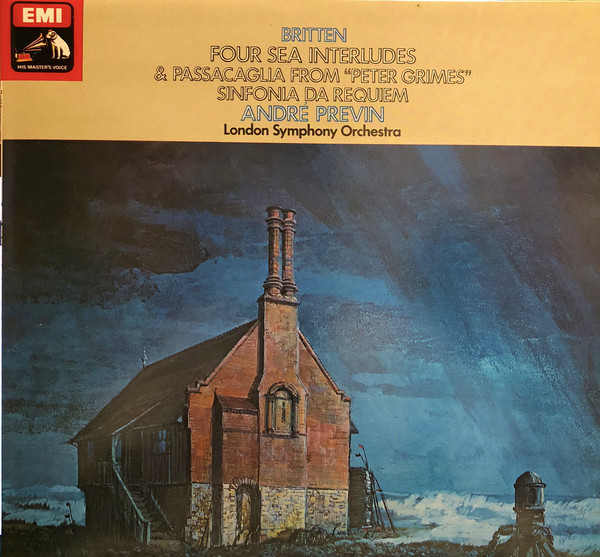 EMI
HIS MASTER'S VOICE
BRITTEN
FOUR SEA INTERLUDES
& PASSACAGLIA FROM “PETER GRIMES”
SINFONIA DA REQUIEM
ANDRÉ PREVIN
London Symphony Orchestra